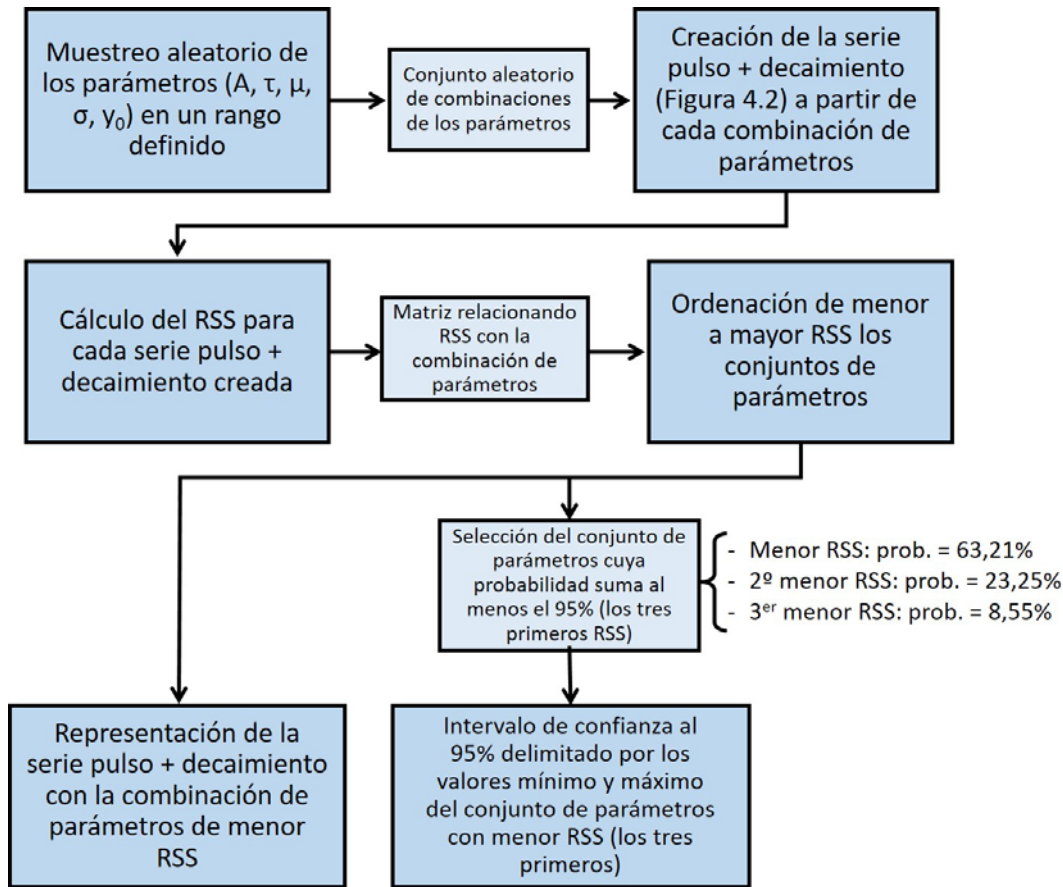 Muestreo aleatorio de
los parámetros (A, τ, μ,
σ, y₀) en un rango
definido
Conjunto aleatorio
de combinaciones
de los parámetros
Creación de la serie
pulso + decaimiento
(Figura 4.2) a partir de
cada combinación de
parámetros
Cálculo del RSS para
cada serie pulso +
decaimiento creada
Matriz relacionando
RSS con la
combinación de
parámetros
Ordenación de menor
a mayor RSS los
conjuntos de
parámetros
Selección del conjunto de
parámetros cuya
probabilidad suma al
menos el 95% (los tres
primeros RSS)
- Menor RSS: prob. = 63,21%
- 2º menor RSS: prob. = 23,25%
- 3ᵉʳ menor RSS: prob. = 8,55%
Representación de la
serie pulso + decaimiento
con la combinación de
parámetros de menor
RSS
Intervalo de confianza al
95% delimitado por los
valores mínimo y máximo
del conjunto de parámetros
con menor RSS (los tres
primeros)